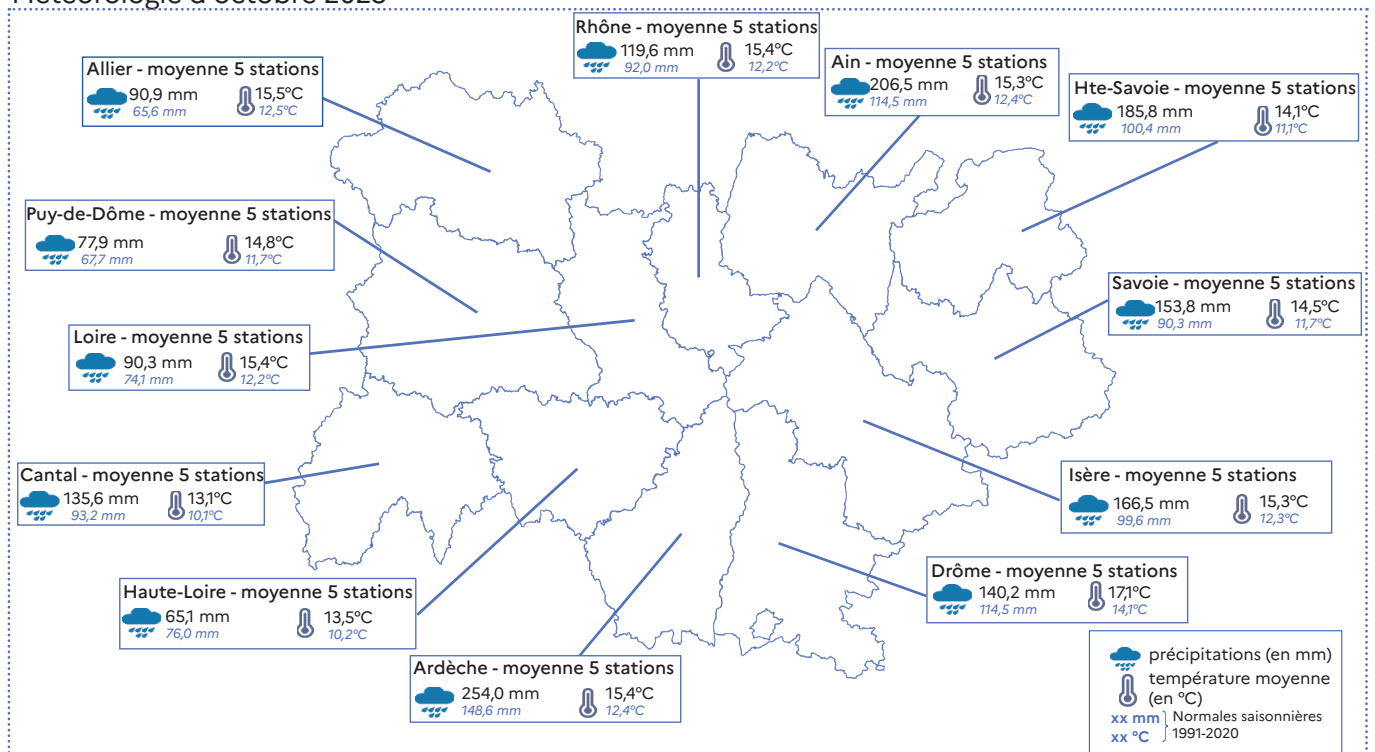 Météorologie d'octobre 2023
Rhône - moyenne 5 stations
119,6 mm 15,4°C
92,0 mm 12,2°C
Ain - moyenne 5 stations
206,5 mm 15,3°C
114,5 mm 12,4°C
Allier - moyenne 5 stations
90,9 mm 15,5°C
65,6 mm 12,5°C
Hte-Savoie - moyenne 5 stations
185,8 mm 14,1°C
100,4 mm 11,1°C
Puy-de-Dôme - moyenne 5 stations
77,9 mm 14,8°C
67,7 mm 11,7°C
Savoie - moyenne 5 stations
153,8 mm 14,5°C
90,3 mm 11,7°C
Loire - moyenne 5 stations
90,3 mm 15,4°C
74,1 mm 12,2°C
Cantal - moyenne 5 stations
135,6 mm 13,1°C
93,2 mm 10,1°C
Isère - moyenne 5 stations
166,5 mm 15,3°C
99,6 mm 12,3°C
Drôme - moyenne 5 stations
140,2 mm 17,1°C
114,5 mm 14,1°C
Haute-Loire - moyenne 5 stations
65,1 mm 13,5°C
76,0 mm 10,2°C
Ardèche - moyenne 5 stations
254,0 mm 15,4°C
148,6 mm 12,4°C
précipitations (en mm)
température moyenne
(en °C)
xx mm Normales saisonnières
xx °C 1991-2020